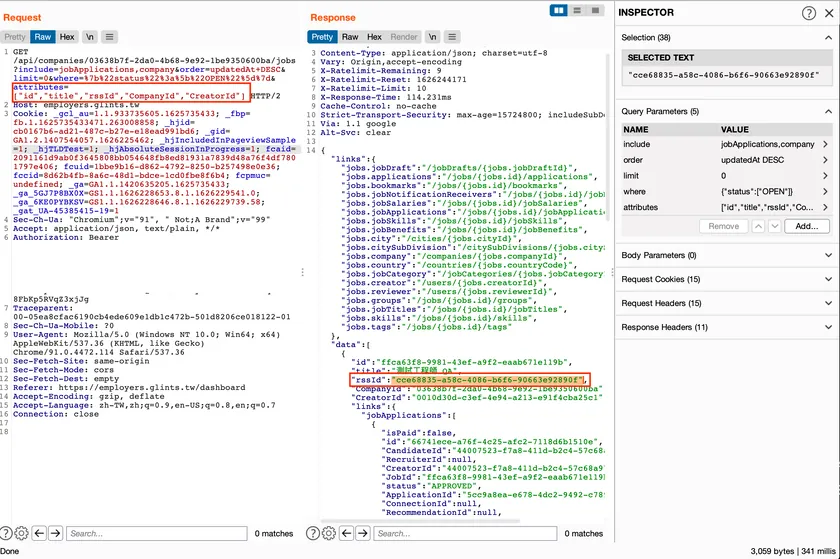 Request
Pretty Raw Hex \n
1 GET
/api/companies/03638b7f-2da0-4b68-9e92-1be9350600ba/jobs
?include=jobApplications,company&order=updatedAt+DESC&
limit=0&where=%7b%22status%22%3a%5b%22OPEN%22%5d%7d&
attributes=
["id","title","rssId","CompanyId","CreatorId"] HTTP/2
2 Host: employers.glints.tw
3 Cookie: _gcl_au=1.1.933735605.1625735433; _fbp=
fb.1.1625735433471.263008858; _hjid=
cb0167b6-ad21-487c-b27e-e18ead991bd6; _gid=
GA1.2.1407544057.1626225462; _hjIncludedInPageviewSample
=1; _hjTLDTest=1; _hjAbsoluteSessionInProgress=1; fcaid=
2091161d9ab0f3645808bb054648fb8ed81931a7839d48a76f4df780
1797e406; fcuid=1bbe9b16-d862-4792-8250-b257498e0e36;
fccid=8d62b4fb-8a6c-48d1-bdce-1cd0fbe8f6b4; fcpmuc=
undefined; _ga=GA1.1.1420635205.1625735433;
_ga_5GJ7P8BX0X=GS1.1.1626228653.8.1.1626229541.0;
_ga_6KE0PYBKSV=GS1.1.1626228646.8.1.1626229739.58;
_gat_UA-45385415-19=1
4 Sec-Ch-Ua: "Chromium";v="91", " Not;A Brand";v="99"
5 Accept: application/json, text/plain, */*
6 Authorization: Bearer
8FbKp5RVqZ3xjJg
7 Traceparent:
00-05ea8cfac6190cb4ede609e1db1c472b-501d8206ce018122-01
8 Sec-Ch-Ua-Mobile: ?0
9 User-Agent: Mozilla/5.0 (Windows NT 10.0; Win64; x64)
AppleWebKit/537.36 (KHTML, like Gecko)
Chrome/91.0.4472.114 Safari/537.36
10 Sec-Fetch-Site: same-origin
11 Sec-Fetch-Mode: cors
12 Sec-Fetch-Dest: empty
13 Referer: https://employers.glints.tw/dashboard
14 Accept-Encoding: gzip, deflate
15 Accept-Language: zh-TW,zh;q=0.9,en-US;q=0.8,en;q=0.7
16 Connection: close
17
18
Search...
0 matches
Done
Response
Pretty Raw Hex Render \n
3 Content-Type: application/json; charset=utf-8
4 Vary: Origin,accept-encoding
5 X-Ratelimit-Remaining: 9
6 X-Ratelimit-Reset: 1626244171
7 X-Ratelimit-Limit: 10
8 X-Response-Time: 114.231ms
9 Cache-Control: no-cache
10 Strict-Transport-Security: max-age=15724800; includeSubDo
11 Via: 1.1 google
12 Alt-Svc: clear
13
14 {
"links":{
"jobs.jobDraft":"/jobDrafts/{jobs.jobDraftId}",
"jobs.applications":"/jobs/{jobs.id}/applications",
"jobs.bookmarks":"/jobs/{jobs.id}/bookmarks",
"jobs.jobNotificationReceivers":"/jobs/{jobs.id}/jobNot
"jobs.jobSalaries":"/jobs/{jobs.id}/jobSalaries",
"jobs.jobApplications":"/jobs/{jobs.id}/jobApplicatio
"jobs.jobSkills":"/jobs/{jobs.id}/jobSkills",
"jobs.jobBenefits":"/jobs/{jobs.id}/jobBenefits",
"jobs.city":"/cities/{jobs.cityId}",
"jobs.citySubDivision":"/citySubDivisions/{jobs.citySu
"jobs.company":"/companies/{jobs.companyId}",
"jobs.country":"/countries/{jobs.countryCode}",
"jobs.jobCategory":"/jobCategories/{jobs.jobCategory
"jobs.creator":"/users/{jobs.creatorId}",
"jobs.reviewer":"/users/{jobs.reviewerId}",
"jobs.groups":"/jobs/{jobs.id}/groups",
"jobs.jobTitles":"/jobs/{jobs.id}/jobTitles",
"jobs.skills":"/jobs/{jobs.id}/skills",
"jobs.tags":"/jobs/{jobs.id}/tags"
},
"data":[
{
"id":"ffca63f8-9981-43ef-a9f2-eaab671e119b",
"title":"測試工程師 QA",
"rssId":"cce68835-a58c-4086-b6f6-90663e92890f",
"CompanyId":"03638b7f-2da0-4b68-9e92-1be9350600ba",
"CreatorId":"0010d30d-c3ef-4e94-a213-e91f4cba25c1"
"links":{
"jobApplications":[
{
"isPaid":false,
"id":"66741ece-a76f-4c25-afc2-7118d6b1510e",
"CandidateId":"44007523-f7a8-411d-b2c4-57c68a9
"RecruiterId":null,
"CreatorId":"44007523-f7a8-411d-b2c4-57c68a97
"JobId":"ffca63f8-9981-43ef-a9f2-eaab671e119b
"status":"APPROVED",
"ApplicationId":"5cc9a8ea-e678-4dc2-9492-c789
"ConnectionId":null,
"RecommendationId":null,
Search...
0 matches
INSPECTOR
Selection (38)
SELECTED TEXT
"cce68835-a58c-4086-b6f6-90663e92890f"
Query Parameters (5)
NAME VALUE
include jobApplications,company
order updatedAt DESC
limit 0
where {"status":["OPEN"]}
attributes ["id","title","rssId","Co...
Remove Add...
Body Parameters (0)
Request Cookies (15)
Request Headers (15)
Response Headers (11)
3,059 bytes | 341 millis